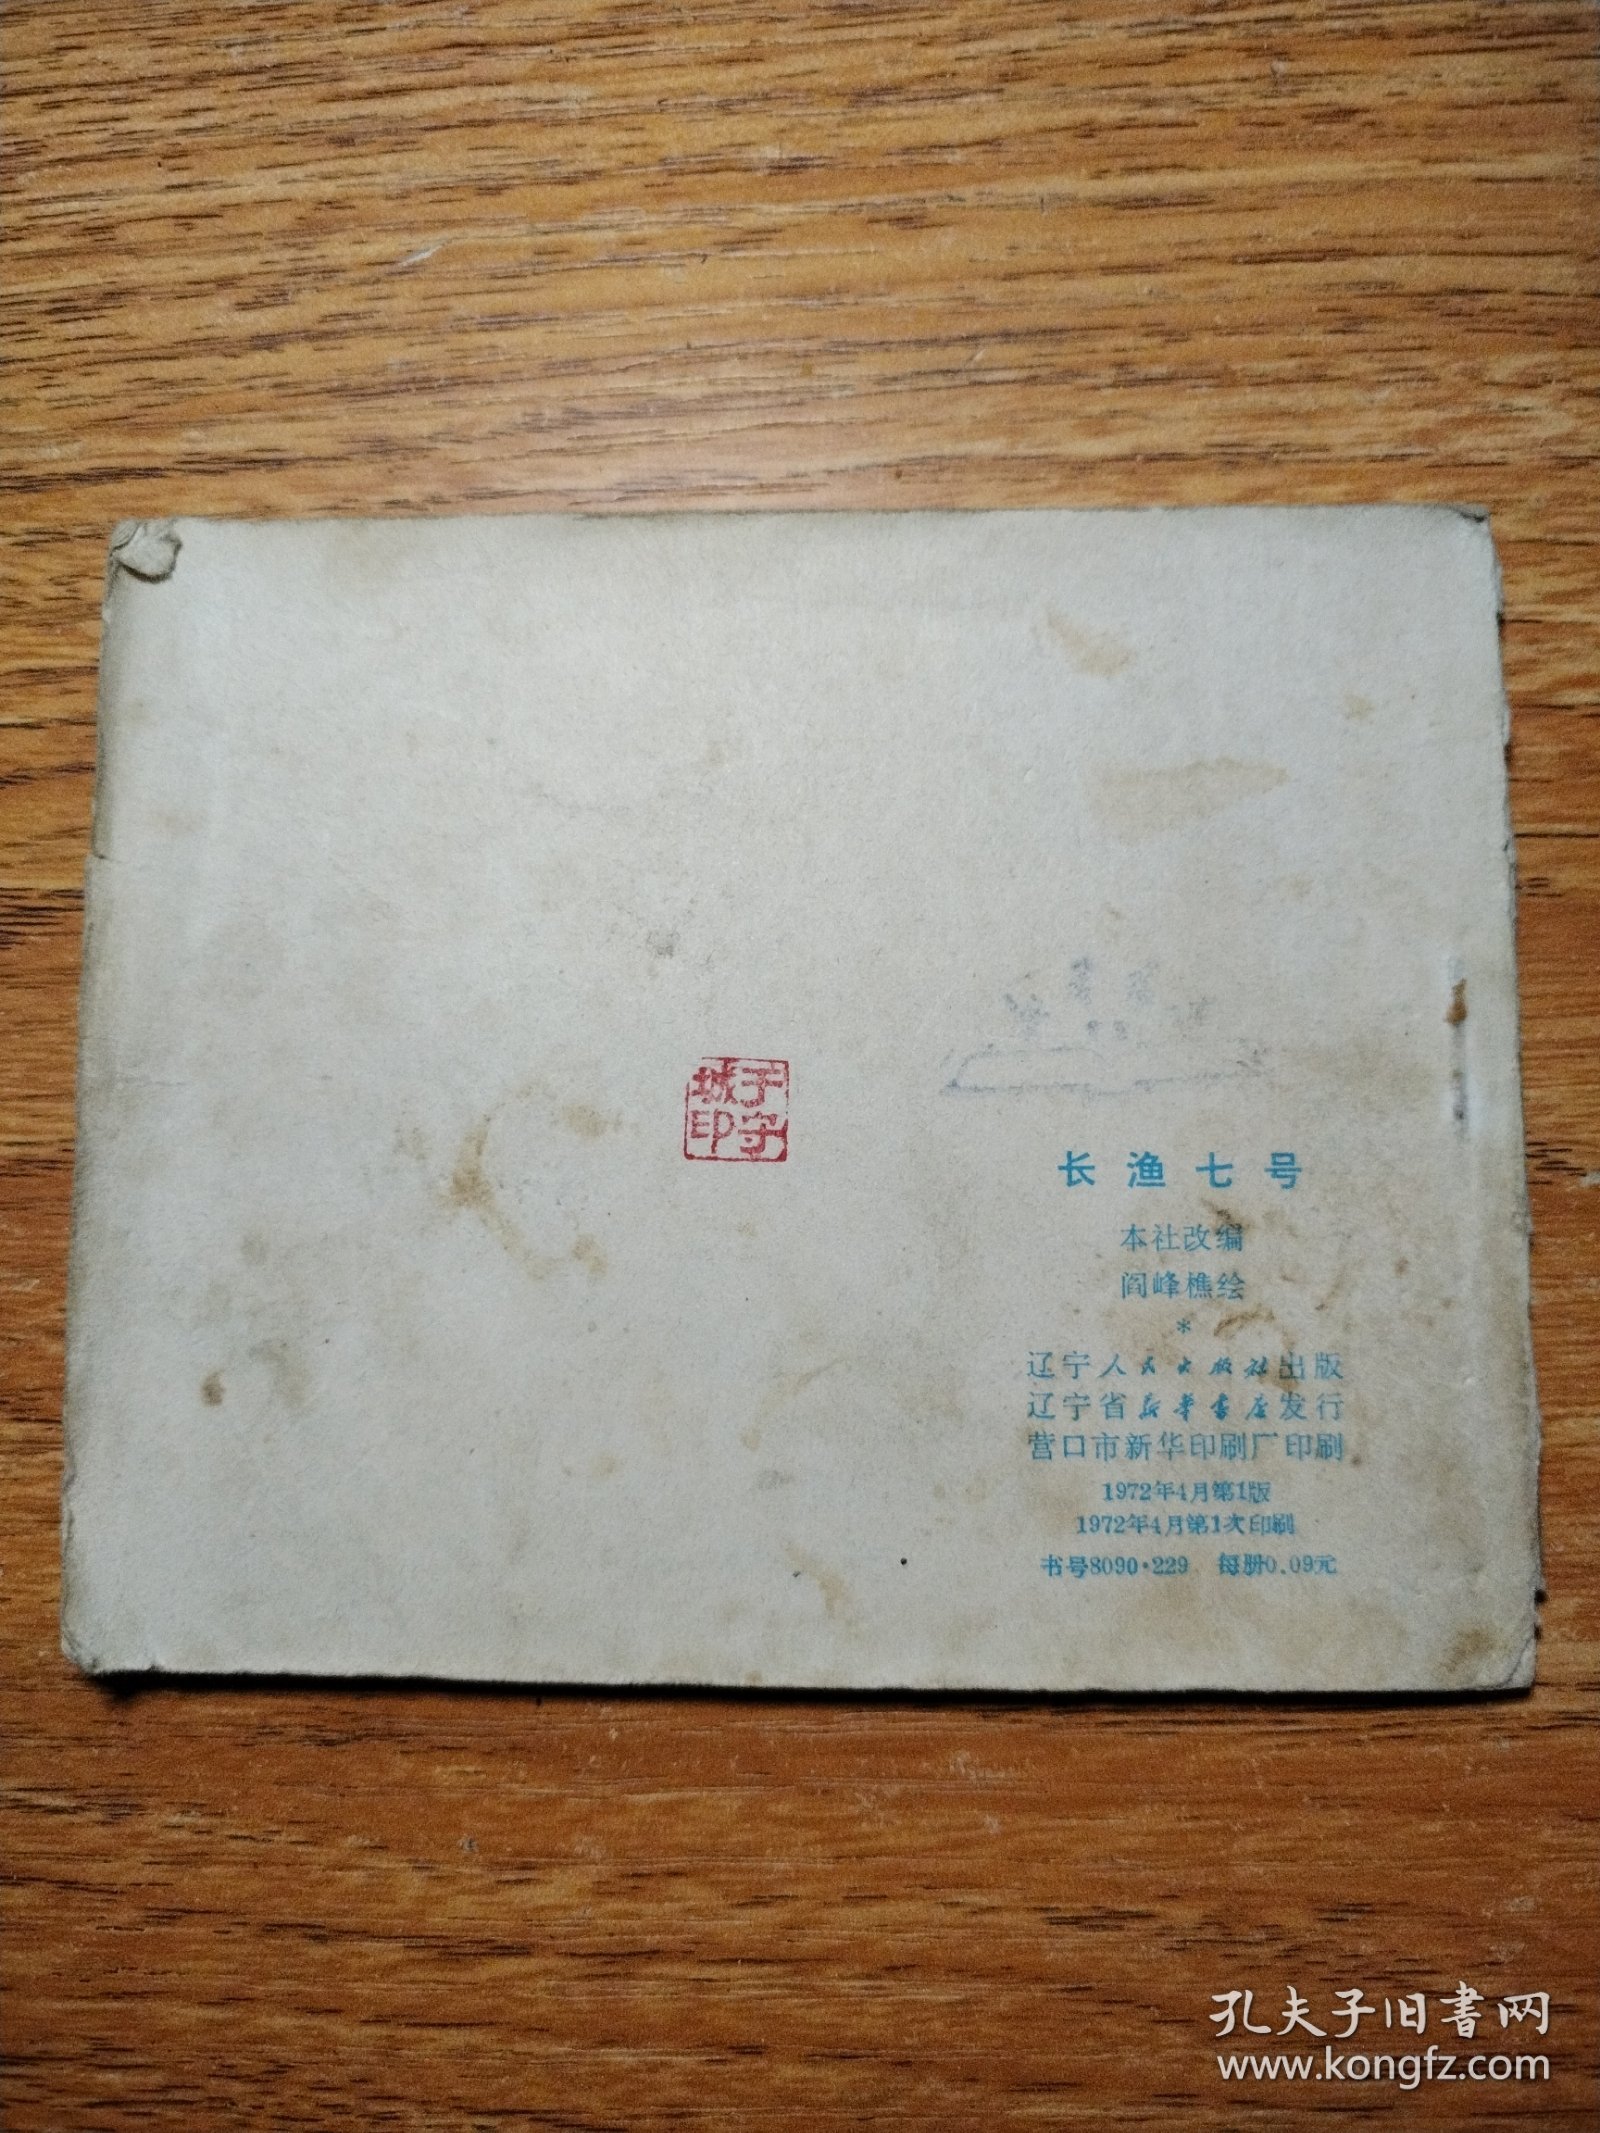 于守
城印
长渔七号
本社改编
阎峰樵绘
*
辽宁人民出版社出版
辽宁省新华书店发行
营口市新华印刷厂印刷
1972年4月第1版
1972年4月第1次印刷
书号8090·229 每册0.09元
孔夫子旧书网
www.kongfz.com